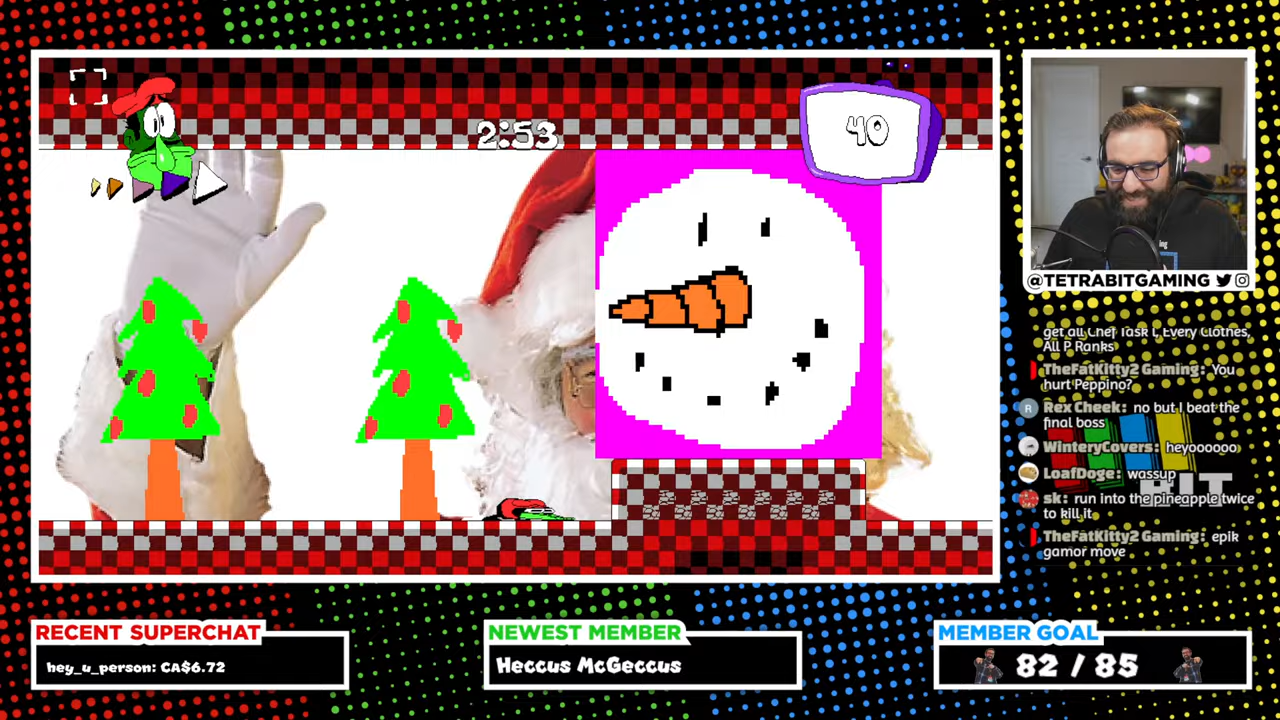 2:53
40
@TETRABITGAMING
get all Chef Task I, Every Clothes,
All P Ranks
TheFatKitty2 Gaming: You
hurt Peppino?
R Rex Cheek: no but I beat the
final boss
WinteryCovers: heyoooooo
LoafDoge: wassup
sk: run into the pineapple twice
to kill it
TheFatKitty2 Gaming: epik
gamor move
BIT
RECENT SUPERCHAT
hey_u_person: CA$6.72
NEWEST MEMBER
Heccus McGeccus
MEMBER GOAL
82 / 85